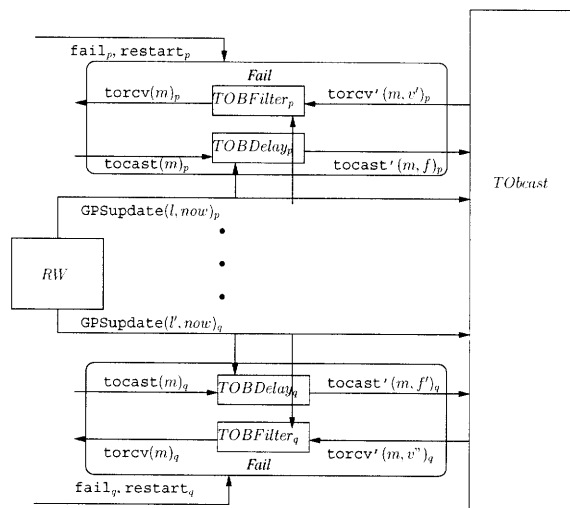 fail_p, restart_p
Fail
torcv(m)_p TOBFilter_p torcv'(m, v')_p
TOBDelay_p
tocast(m)_p tocast'(m, f)_p
TObcast
GPSupdate(l, now)_p
RW
GPSupdate(l', now)_q
tocast(m)_q TOBDelay_q tocast'(m, f')_q
TOBFilter_q
torcv(m)_q torcv'(m, v")_q
Fail
fail_q, restart_q